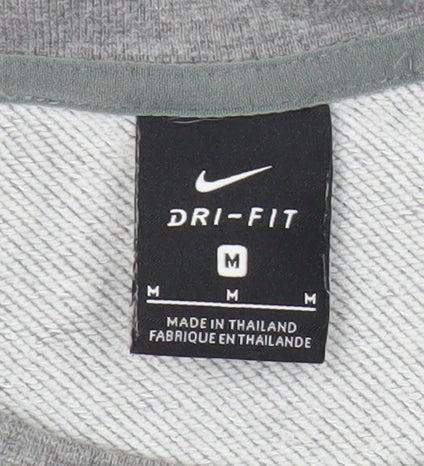 DRI-FIT
M
M M M
MADE IN THAILAND
FABRIQUE EN THAILANDE